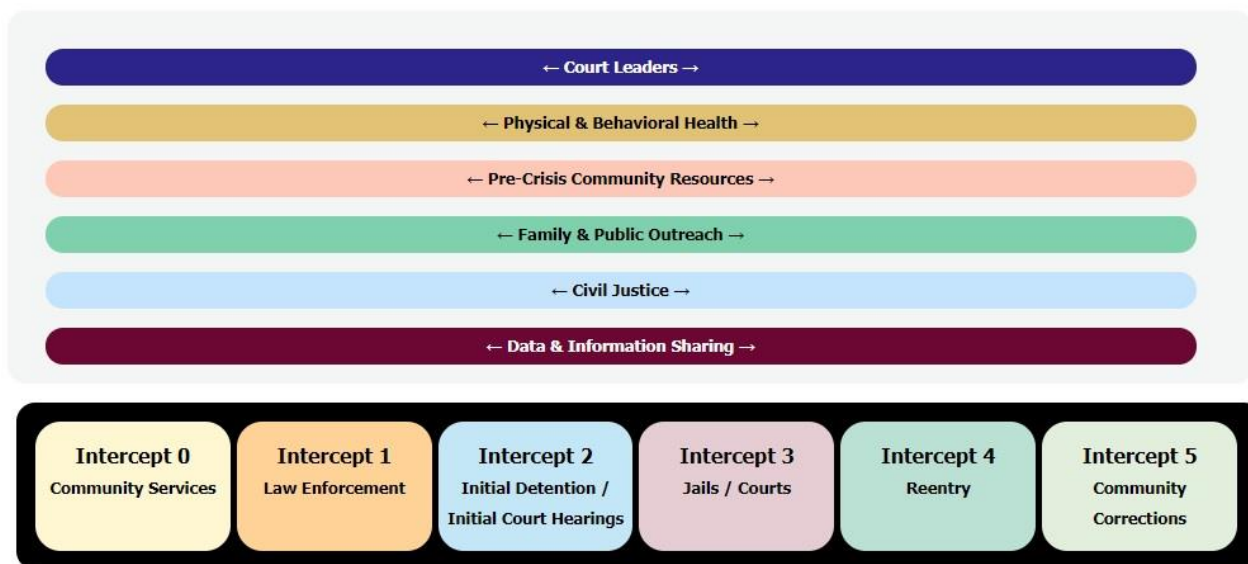 ← Court Leaders →
← Physical & Behavioral Health →
← Pre-Crisis Community Resources →
← Family & Public Outreach →
← Civil Justice →
← Data & Information Sharing →
Intercept 0
Community Services
Intercept 1
Law Enforcement
Intercept 2
Initial Detention /
Initial Court Hearings
Intercept 3
Jails / Courts
Intercept 4
Reentry
Intercept 5
Community
Corrections